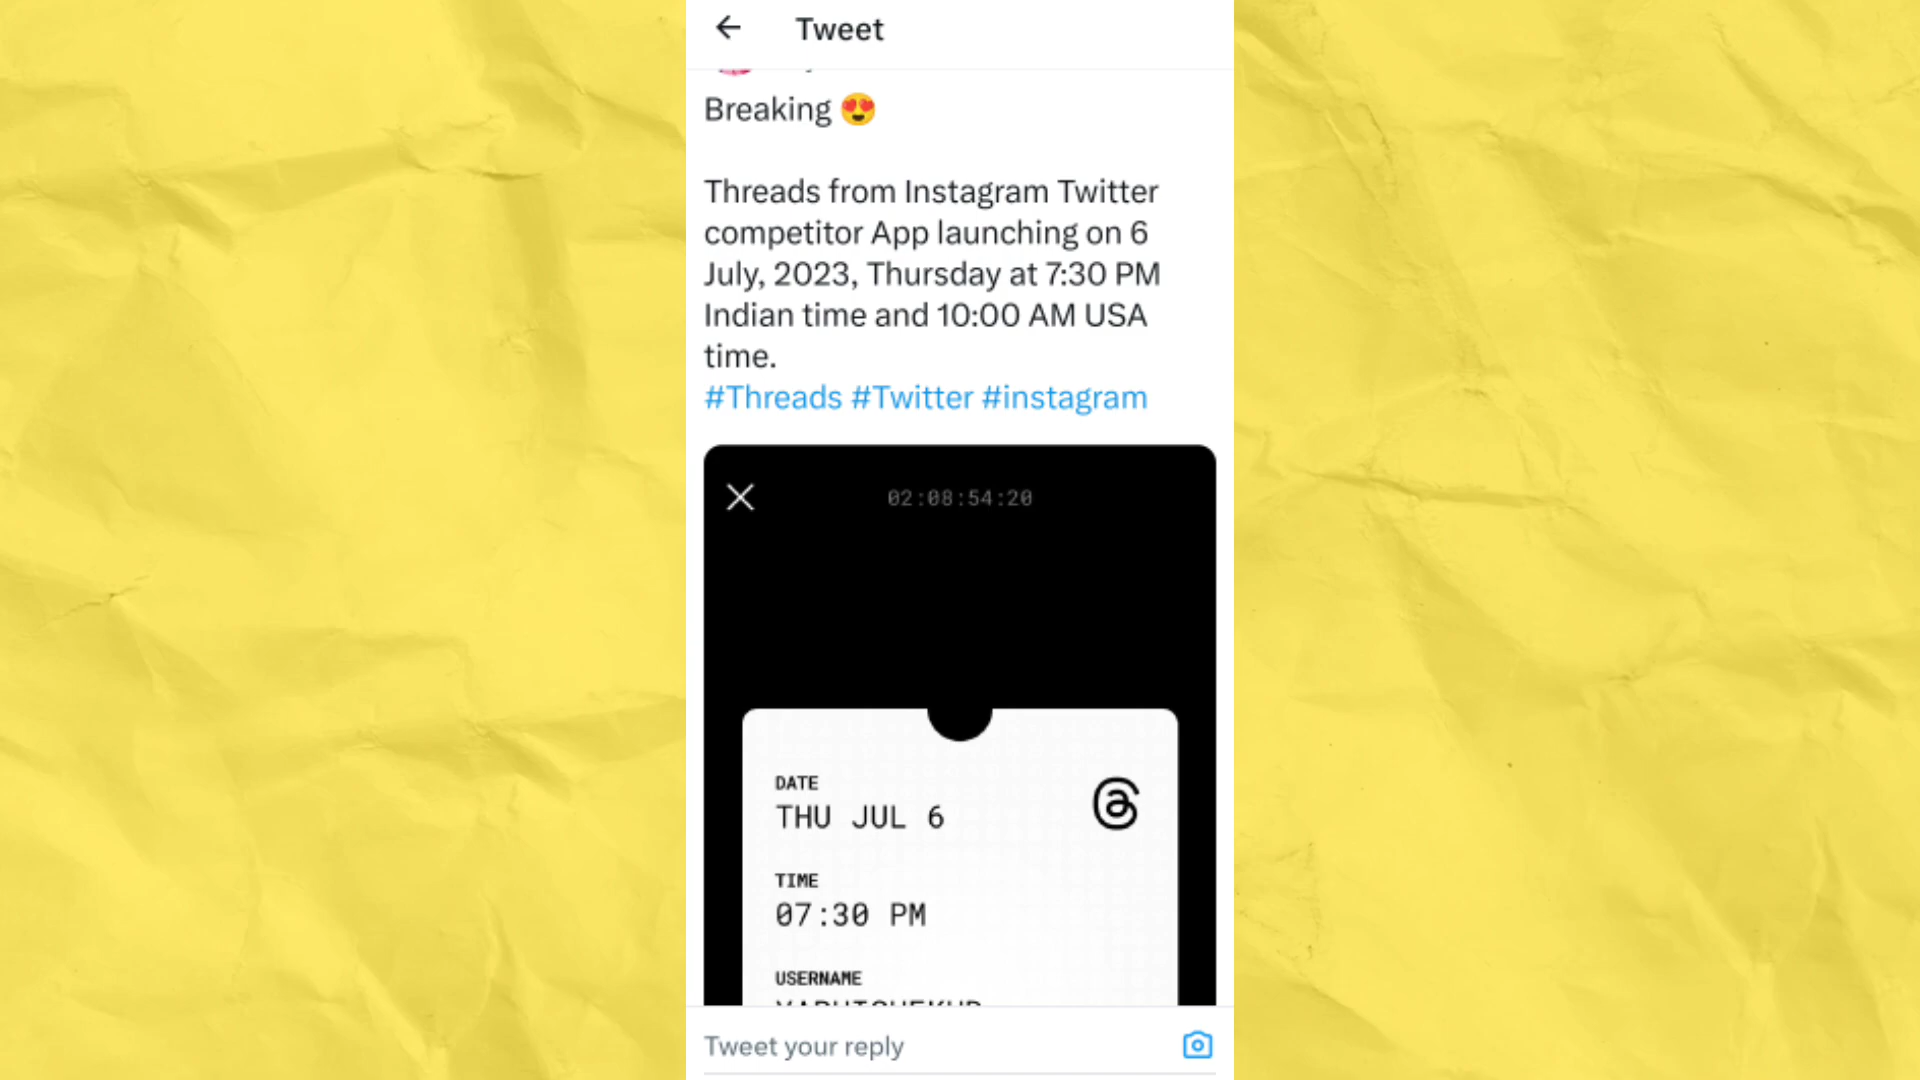 Tweet
Breaking 😍
Threads from Instagram Twitter
competitor App launching on 6
July, 2023, Thursday at 7:30 PM
Indian time and 10:00 AM USA
time.
#Threads #Twitter #instagram
02:08:54:20
DATE
THU JUL 6
TIME
07:30 PM
USERNAME
Tweet your reply